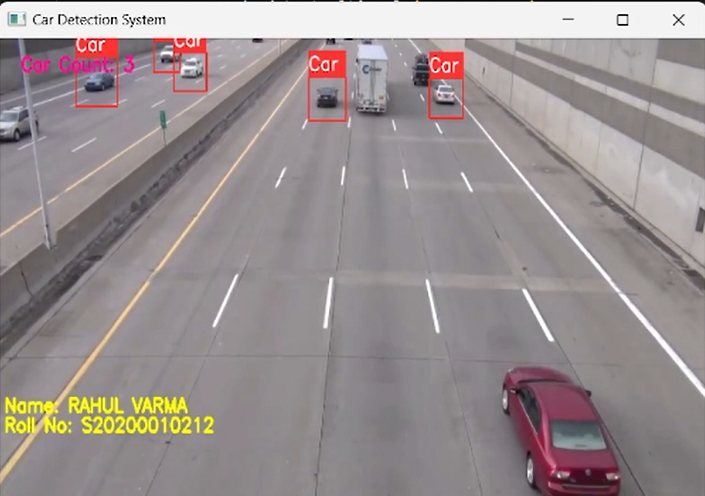 Car Detection System
Car Car
Car Count: 3
Car Car
Name: RAHUL VARMA
Roll No: S20200010212